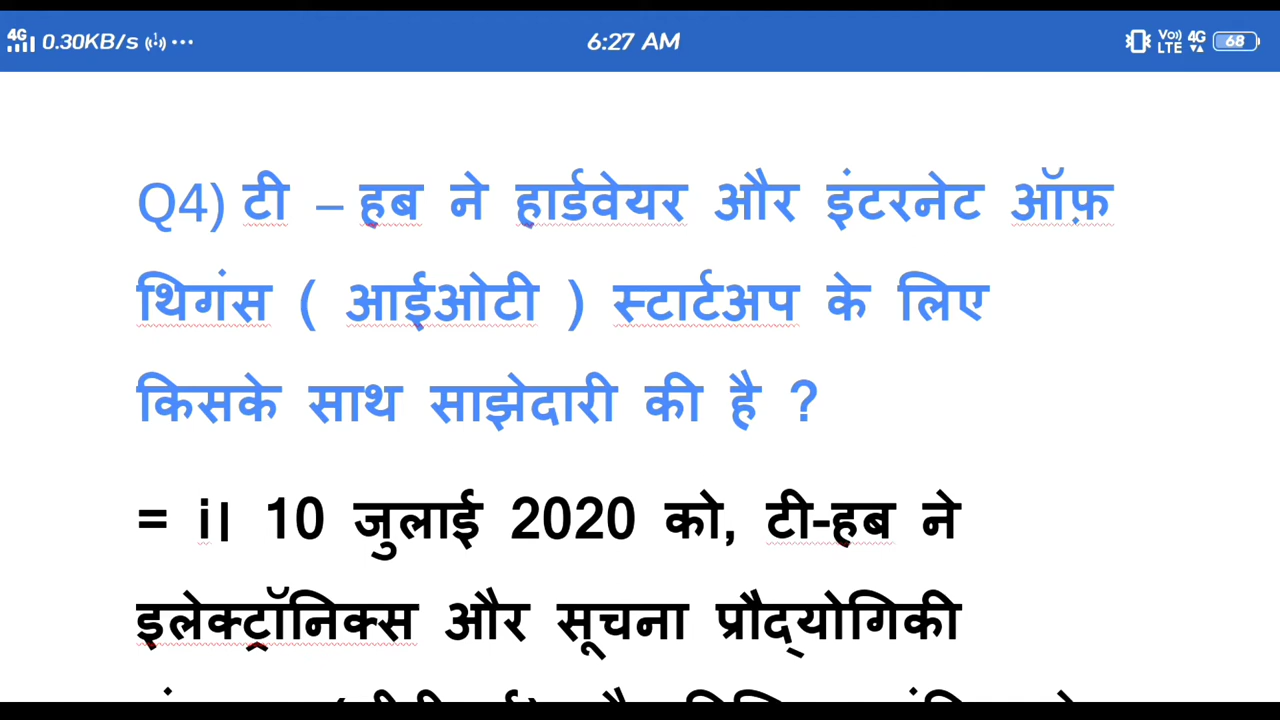 4G 0.30KB/s ... 6:27 AM Vo)) LTE 4G 68
Q4) टी – हब ने हार्डवेयर और इंटरनेट ऑफ़
थिगंस ( आईओटी ) स्टार्टअप के लिए
किसके साथ साझेदारी की है ?
= i। 10 जुलाई 2020 को, टी-हब ने
इलेक्ट्रॉनिक्स और सूचना प्रौद्योगिकी